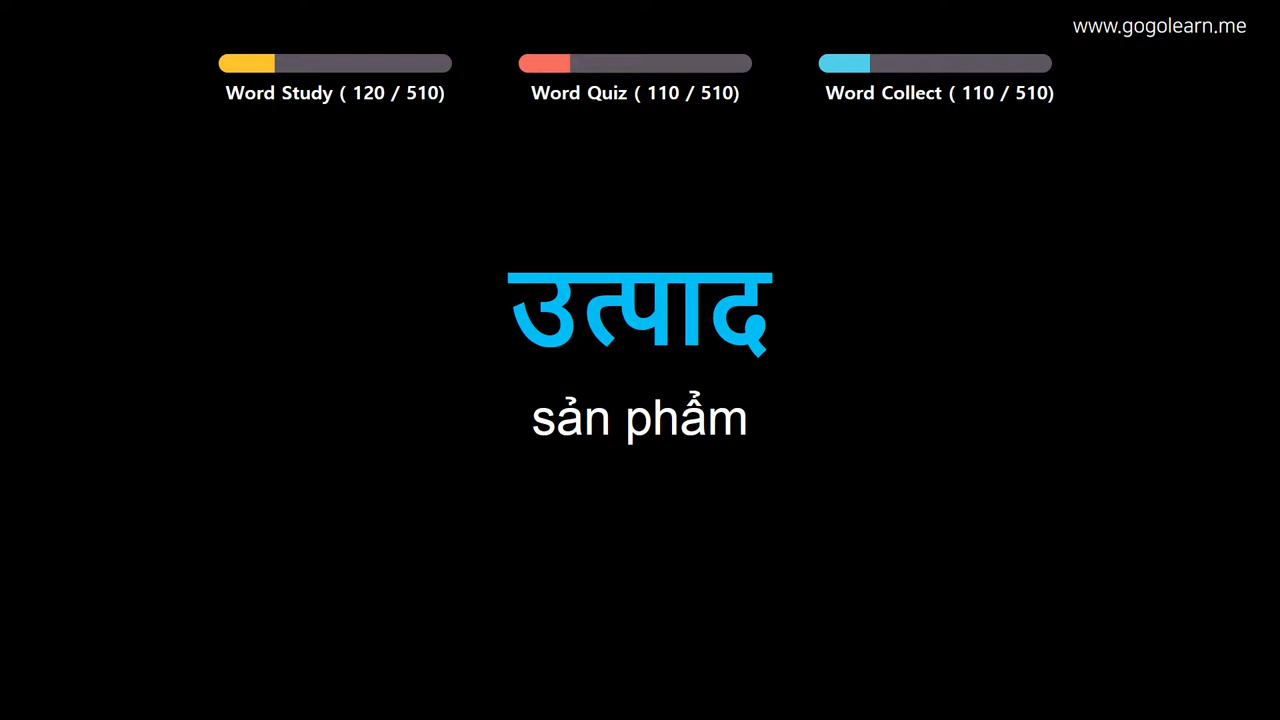 www.gogolearn.me
Word Study ( 120 / 510)
Word Quiz ( 110 / 510)
Word Collect ( 110 / 510)
उत्पाद
sản phẩm